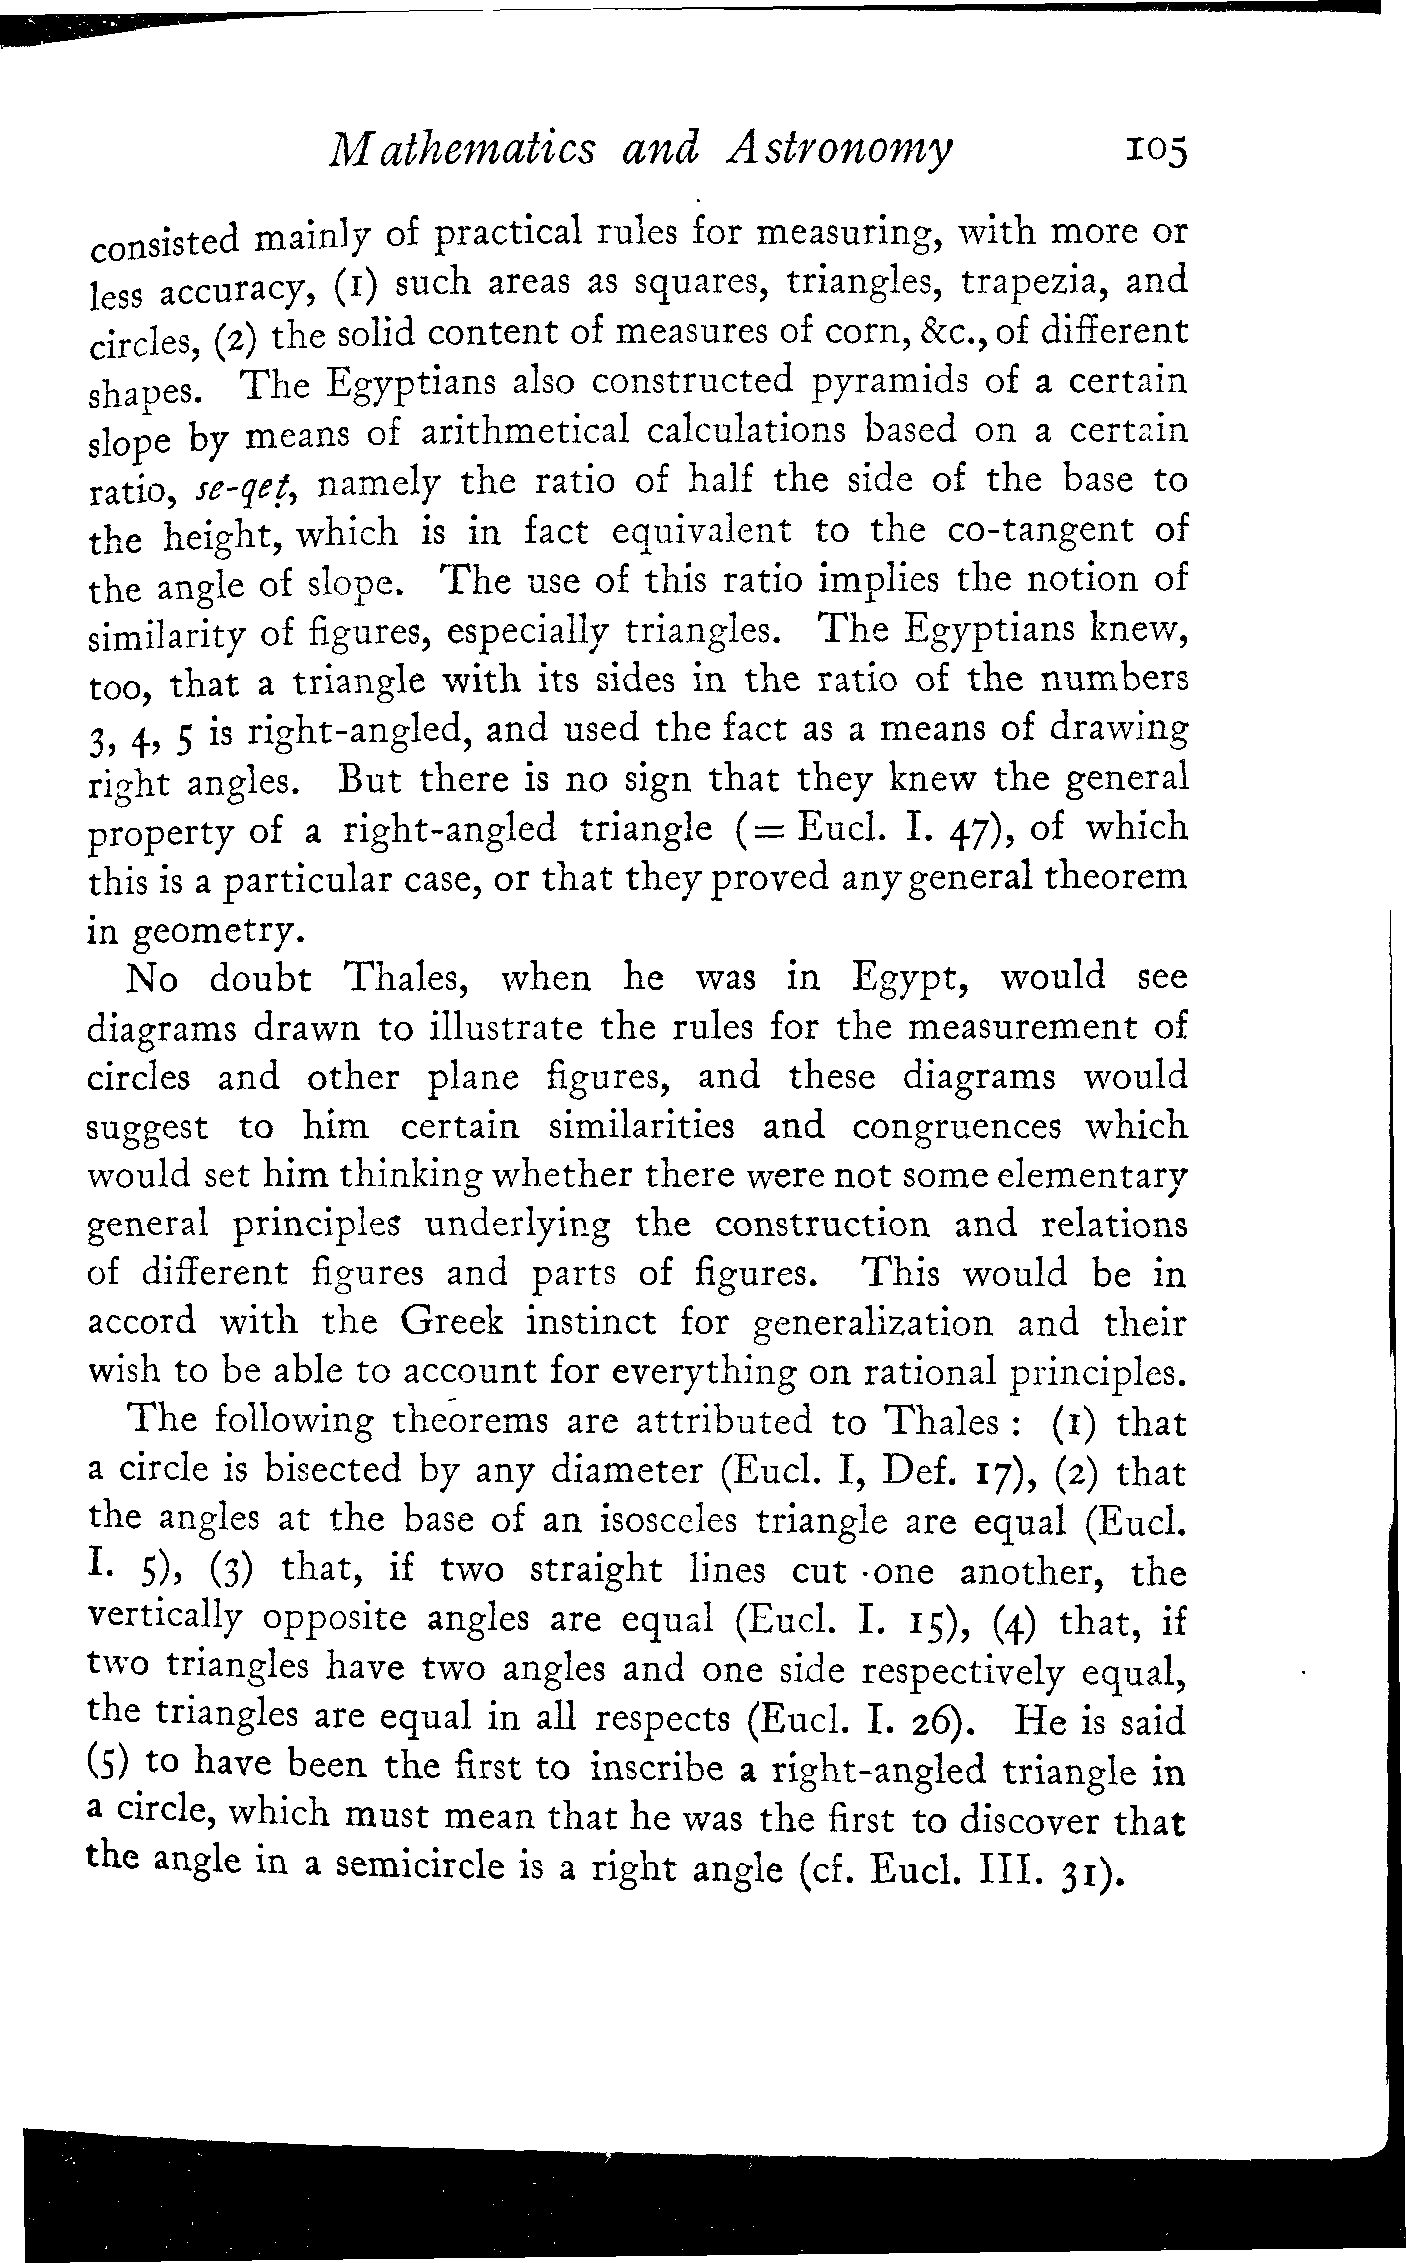 Mathematics and Astronomy 105
consisted mainly of practical rules for measuring, with more or
less accuracy, (1) such areas as squares, triangles, trapezia, and
circles, (2) the solid content of measures of corn, &c., of different
shapes. The Egyptians also constructed pyramids of a certain
slope by means of arithmetical calculations based on a certain
ratio, se-qeṭ, namely the ratio of half the side of the base to
the height, which is in fact equivalent to the co-tangent of
the angle of slope. The use of this ratio implies the notion of
similarity of figures, especially triangles. The Egyptians knew,
too, that a triangle with its sides in the ratio of the numbers
3, 4, 5 is right-angled, and used the fact as a means of drawing
right angles. But there is no sign that they knew the general
property of a right-angled triangle (= Eucl. I. 47), of which
this is a particular case, or that they proved any general theorem
in geometry.
No doubt Thales, when he was in Egypt, would see
diagrams drawn to illustrate the rules for the measurement of
circles and other plane figures, and these diagrams would
suggest to him certain similarities and congruences which
would set him thinking whether there were not some elementary
general principles underlying the construction and relations
of different figures and parts of figures. This would be in
accord with the Greek instinct for generalization and their
wish to be able to account for everything on rational principles.
The following theorems are attributed to Thales : (1) that
a circle is bisected by any diameter (Eucl. I, Def. 17), (2) that
the angles at the base of an isosceles triangle are equal (Eucl.
I. 5), (3) that, if two straight lines cut one another, the
vertically opposite angles are equal (Eucl. I. 15), (4) that, if
two triangles have two angles and one side respectively equal,
the triangles are equal in all respects (Eucl. I. 26). He is said
(5) to have been the first to inscribe a right-angled triangle in
a circle, which must mean that he was the first to discover that
the angle in a semicircle is a right angle (cf. Eucl. III. 31).